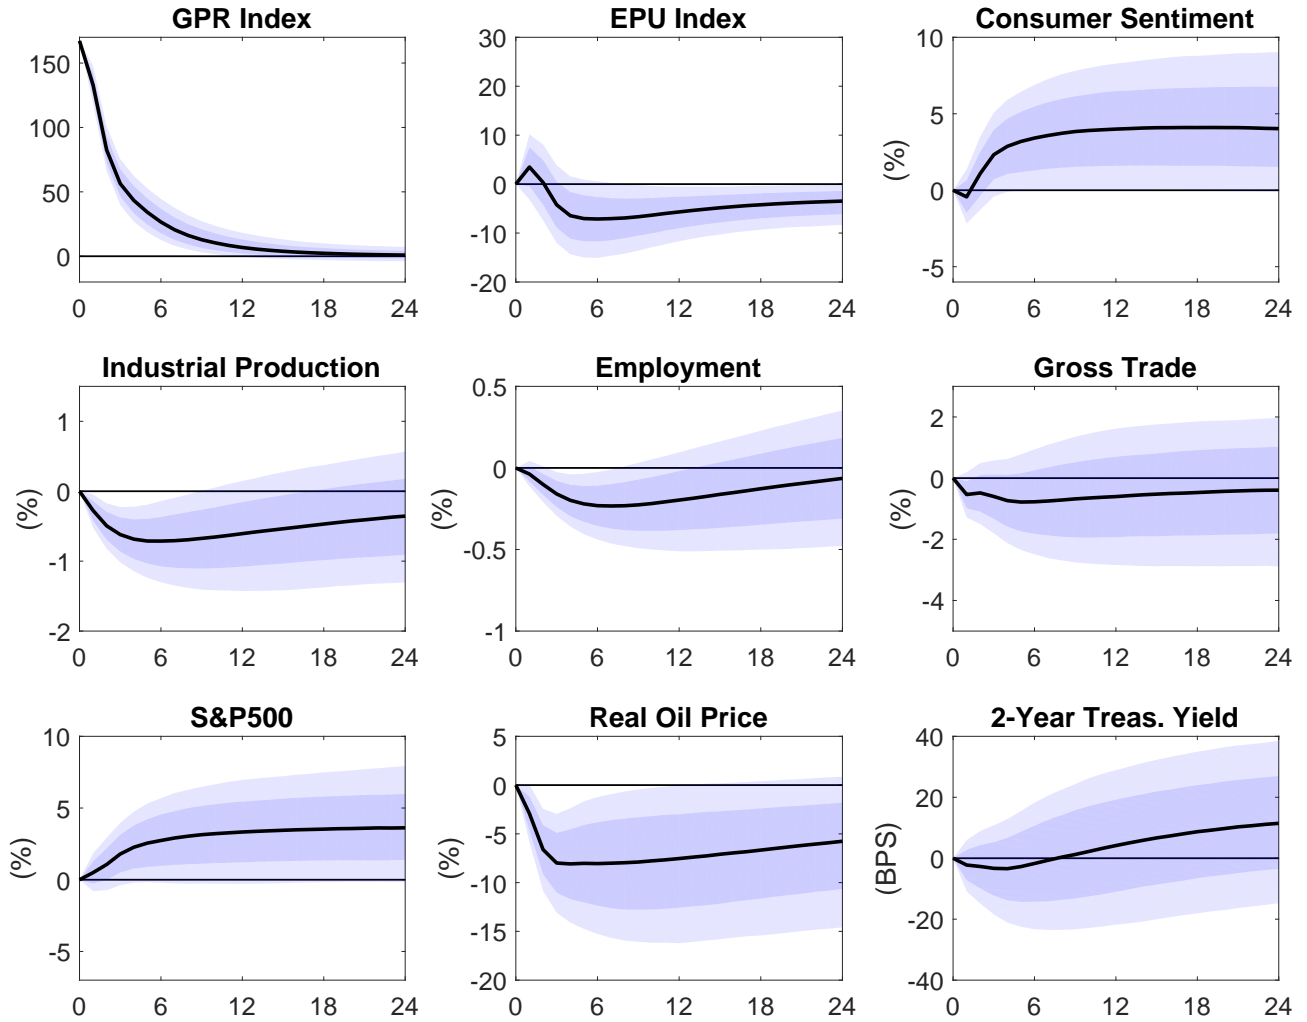 GPR Index
150
100
50
0
0 6 12 18 24
EPU Index
30
20
10
0
-10
-20
0 6 12 18 24
Consumer Sentiment
(%)
10
5
0
-5
0 6 12 18 24
Industrial Production
(%)
1
0
-1
-2
0 6 12 18 24
Employment
(%)
0.5
0
-0.5
-1
0 6 12 18 24
Gross Trade
(%)
2
0
-2
-4
0 6 12 18 24
S&P500
(%)
10
5
0
-5
0 6 12 18 24
Real Oil Price
(%)
5
0
-5
-10
-15
-20
0 6 12 18 24
2-Year Treas. Yield
(BPS)
40
20
0
-20
-40
0 6 12 18 24